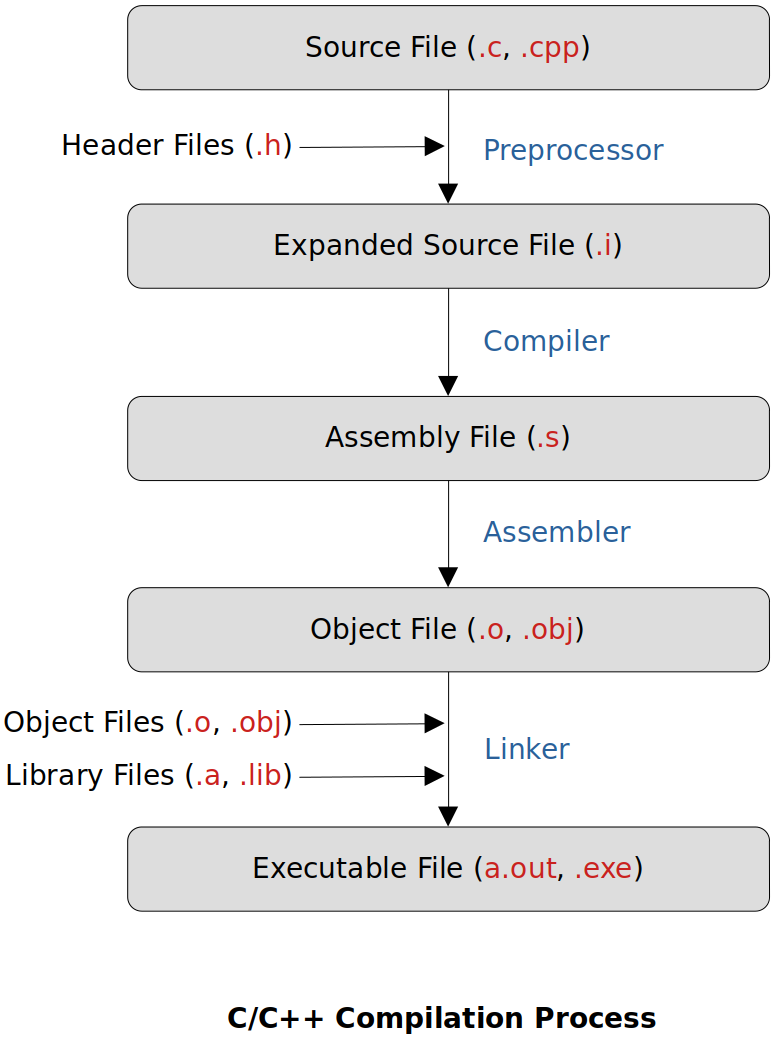 Source File (.c, .cpp)
Header Files (.h)
Preprocessor
Expanded Source File (.i)
Compiler
Assembly File (.s)
Assembler
Object File (.o, .obj)
Object Files (.o, .obj)
Linker
Library Files (.a, .lib)
Executable File (a.out, .exe)
C/C++ Compilation Process